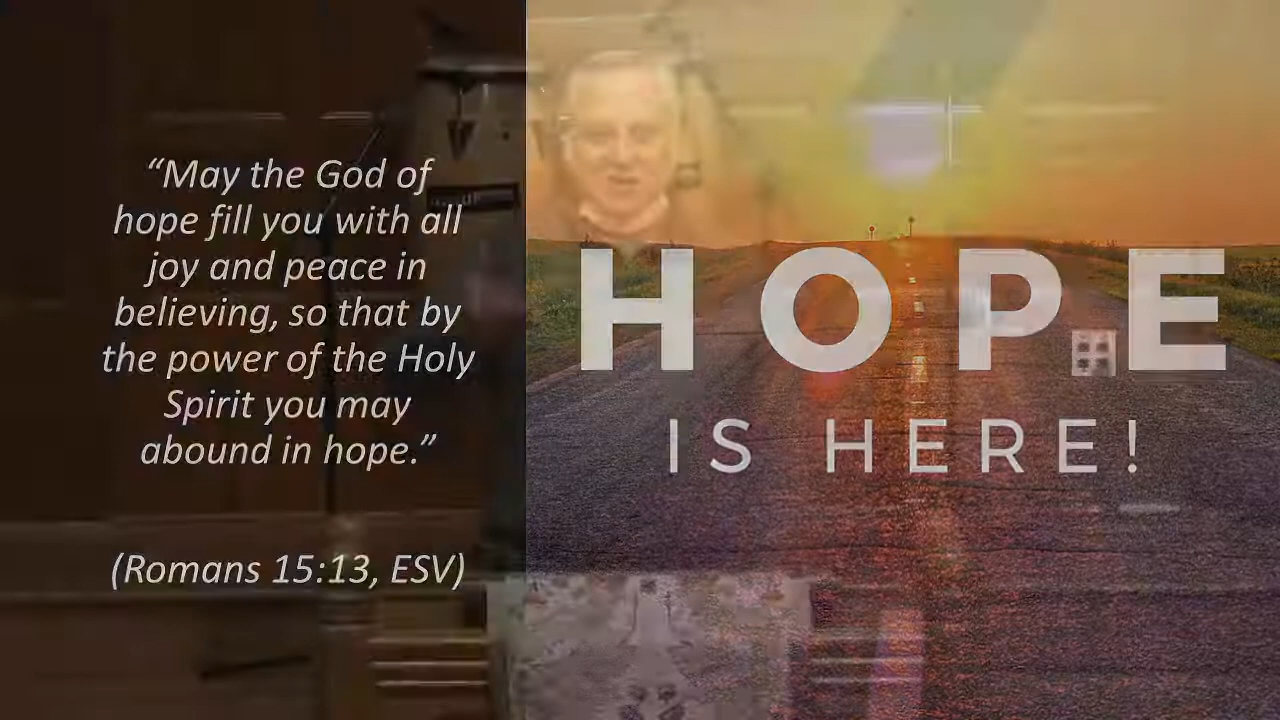 “May the God of
hope fill you with all
joy and peace in
believing, so that by
the power of the Holy
Spirit you may
abound in hope.”
(Romans 15:13, ESV)
HOPE
IS HERE!